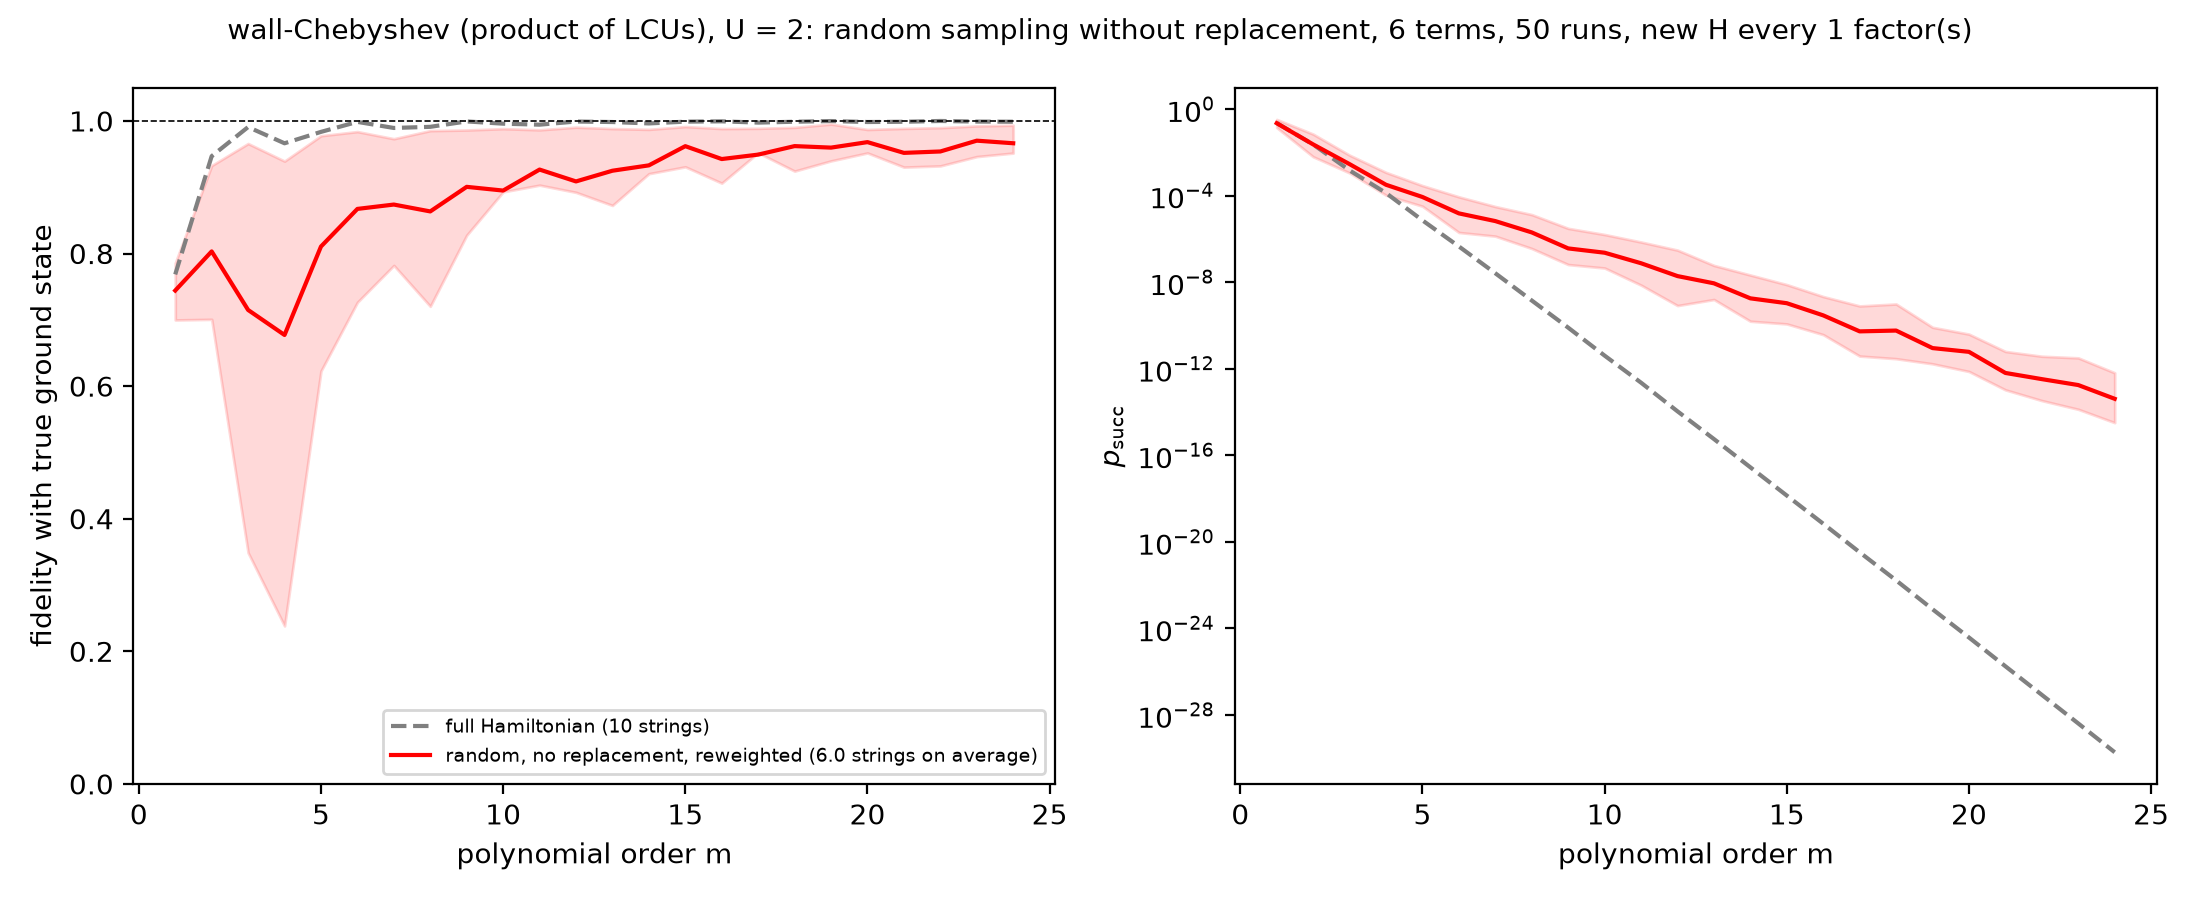 wall-Chebyshev (product of LCUs), U = 2: random sampling without replacement, 6 terms, 50 runs, new H every 1 factor(s)
fidelity with true ground state
1.0
0.8
0.6
0.4
0.2
0.0
full Hamiltonian (10 strings)
random, no replacement, reweighted (6.0 strings on average)
0 5 10 15 20 25
polynomial order m
p_succ
10^0
10^-4
10^-8
10^-12
10^-16
10^-20
10^-24
10^-28
0 5 10 15 20 25
polynomial order m